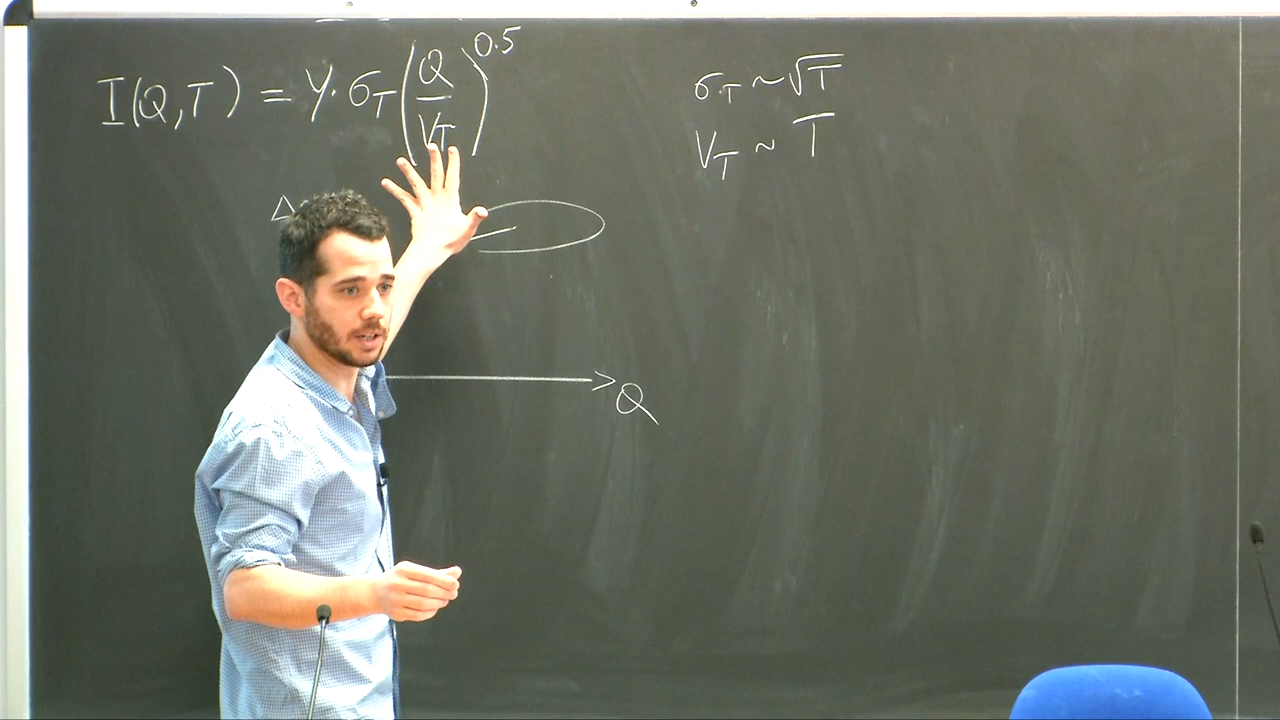 I(Q,T) = Y·σ_T (Q/V_T)^0.5
σ_T ~ √T
V_T ~ T
Δ
Q